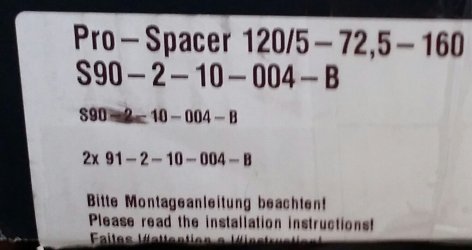 Pro-Spacer 120/5-72,5-160
S90-2-10-004-B
S90-2-10-004-B
2x 91-2-10-004-B
Bitte Montageanleitung beachten!
Please read the installation instructions!
Faites